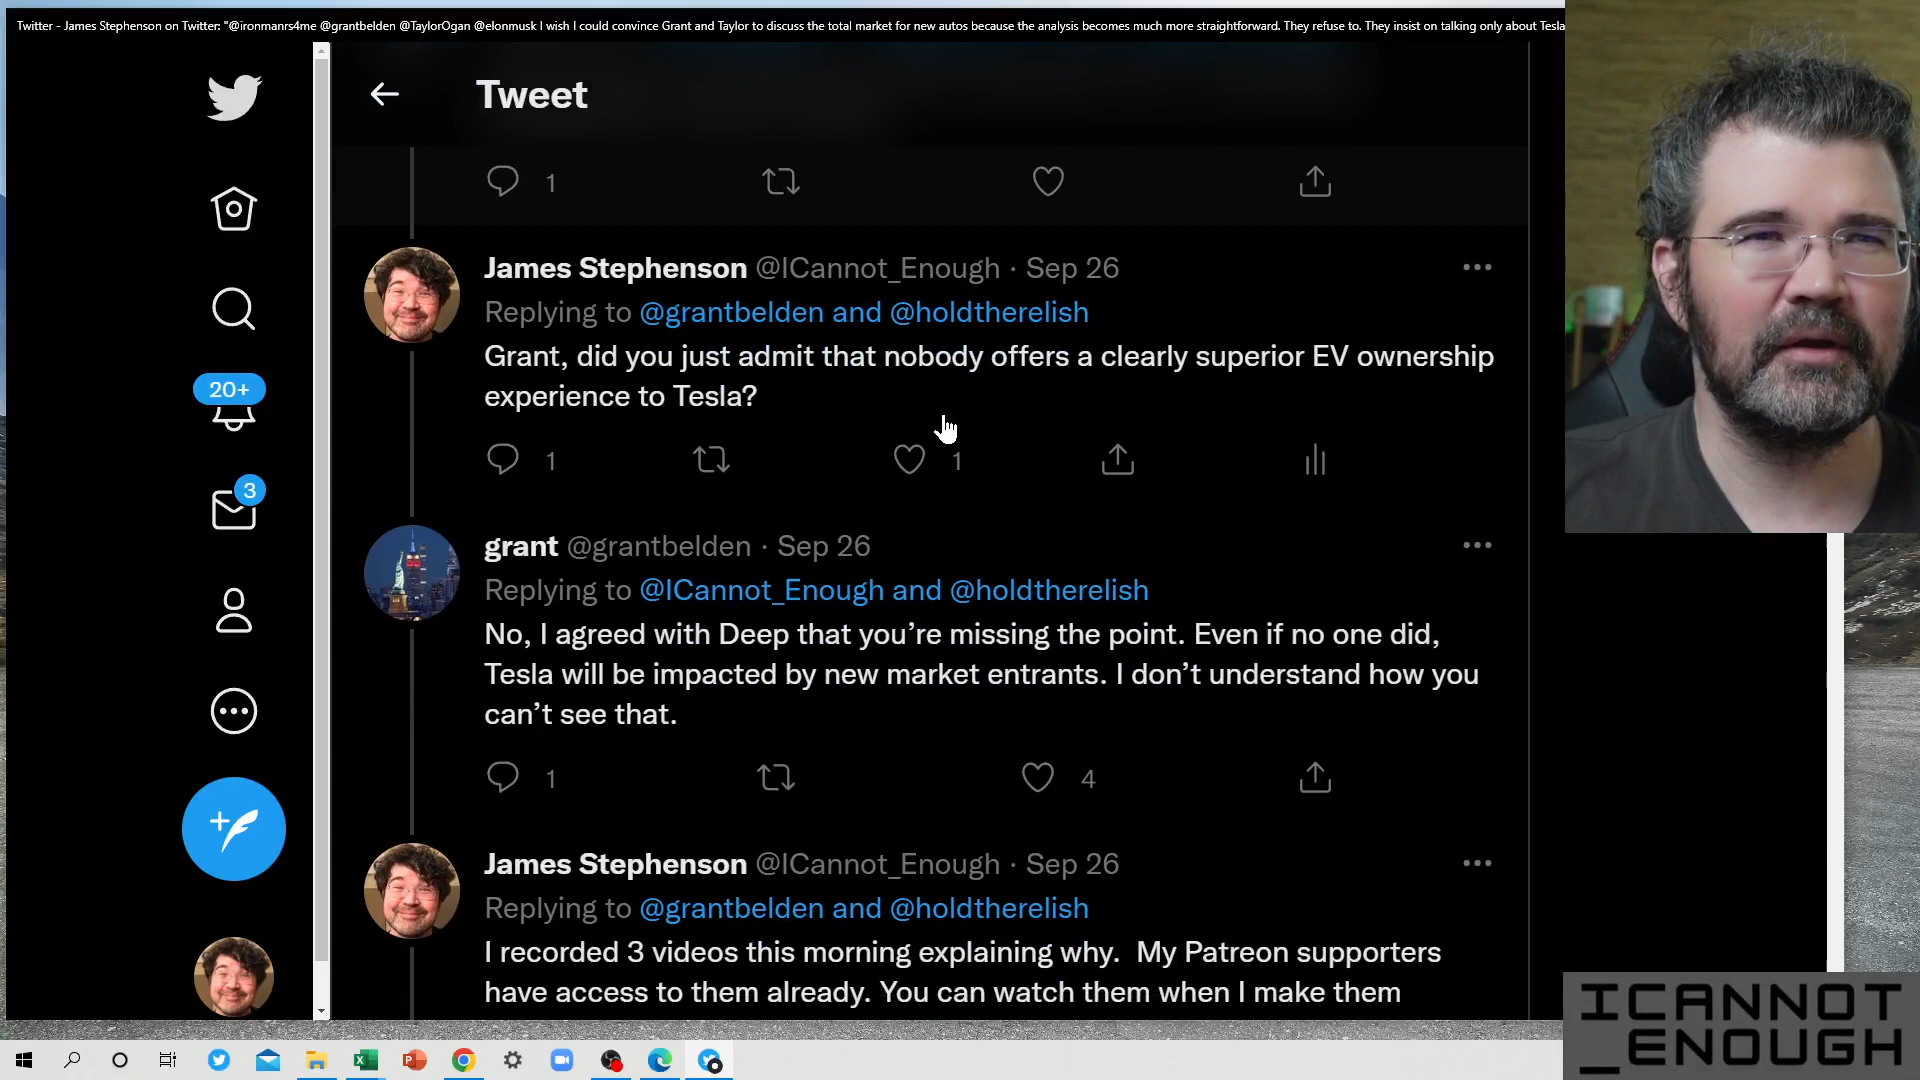 Twitter - James Stephenson on Twitter: "@ironmanrs4me @grantbelden @TaylorOgan @elonmusk I wish I could convince Grant and Taylor to discuss the total market for new autos because the analysis becomes much more straightforward. They refuse to. They insist on talking only about Tesla
Tweet
1
James Stephenson @ICannot_Enough · Sep 26
Replying to @grantbelden and @holdtherelish
Grant, did you just admit that nobody offers a clearly superior EV ownership
experience to Tesla?
20+
1 1
3
grant @grantbelden · Sep 26
Replying to @ICannot_Enough and @holdtherelish
No, I agreed with Deep that you’re missing the point. Even if no one did,
Tesla will be impacted by new market entrants. I don’t understand how you
can’t see that.
1 4
James Stephenson @ICannot_Enough · Sep 26
Replying to @grantbelden and @holdtherelish
I recorded 3 videos this morning explaining why. My Patreon supporters
have access to them already. You can watch them when I make them
ICANNOT
_ENOUGH